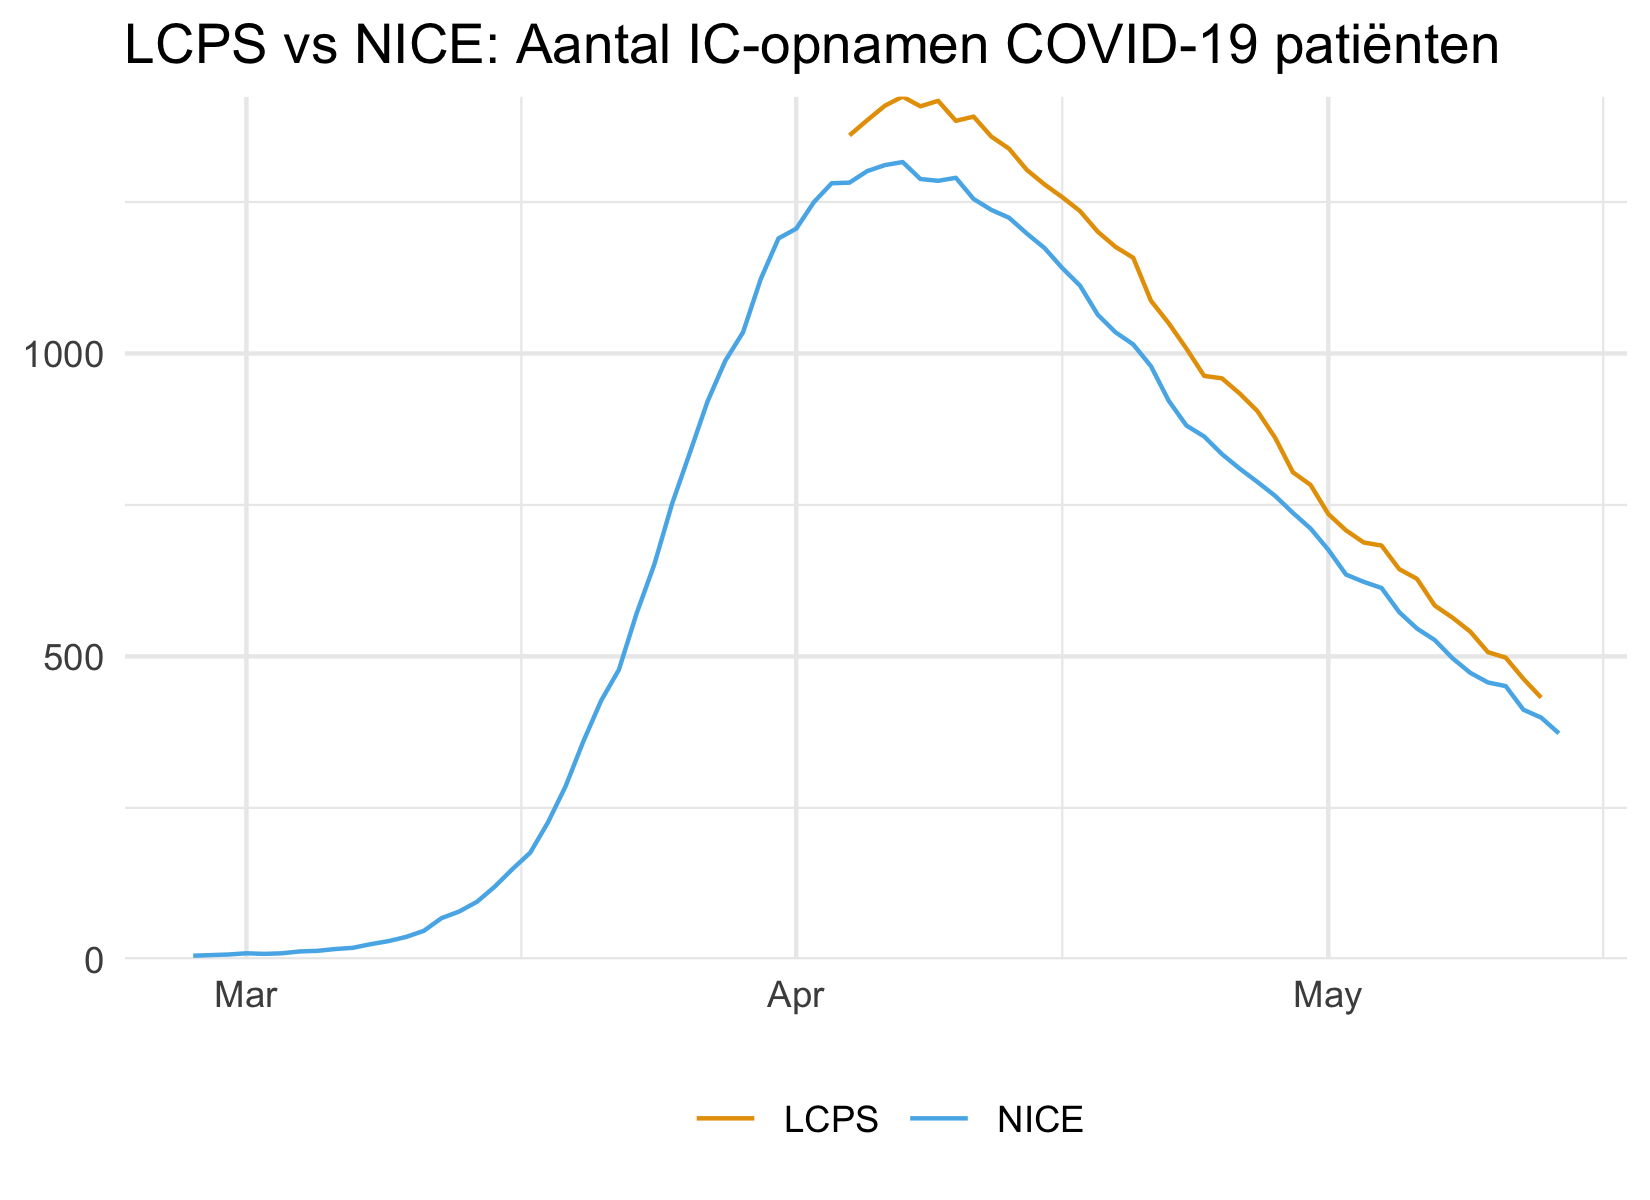 LCPS vs NICE: Aantal IC-opnamen COVID-19 patiënten
1000
500
0
Mar Apr May
LCPS NICE